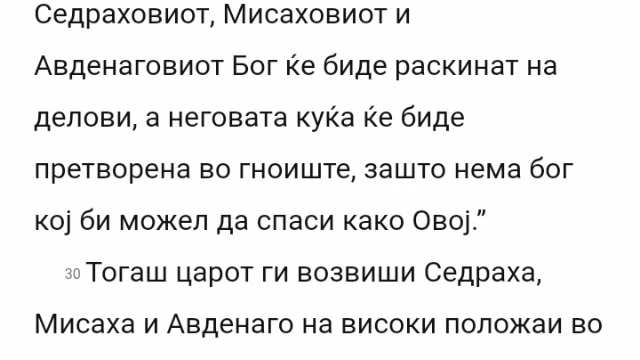 Седраховиот, Мисаховиот и
Авденаговиот Бог ќе биде раскинат на
делови, а неговата куќа ќе биде
претворена во гноиште, зашто нема бог
кој би можел да спаси како Овој.”
30 Тогаш царот ги возвиши Седраха,
Мисаха и Авденаго на високи положаи во